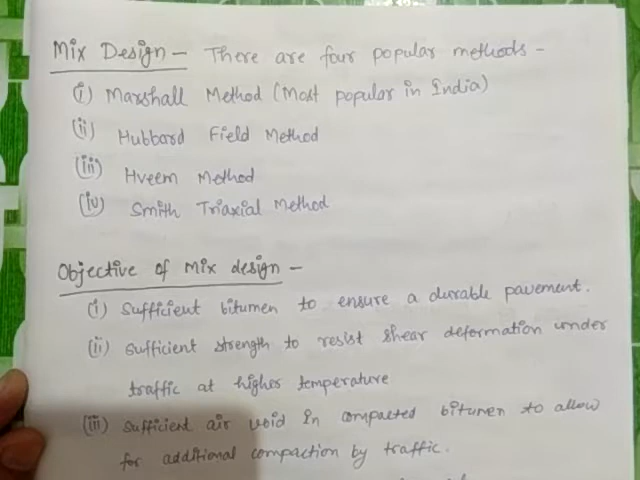 Mix Design - There are four popular methods -
(i) Marshall Method (Most popular in India)
(ii) Hubbard Field Method
(iii) Hveem Method
(iv) Smith Triaxial Method
Objective of Mix design -
(i) Sufficient bitumen to ensure a durable pavement.
(ii) Sufficient strength to resist shear deformation under
traffic at higher temperature
(iii) Sufficient air void in compacted bitumen to allow
for additional compaction by traffic.